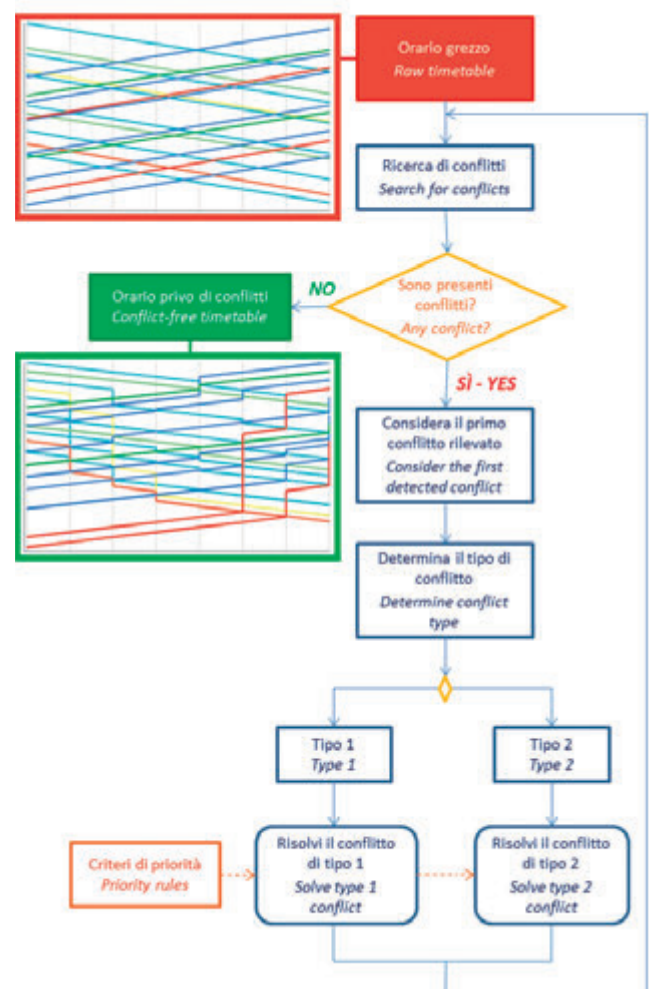 Orario grezzo
Raw timetable
Ricerca di conflitti
Search for conflicts
Sono presenti
conflitti?
Any conflict?
NO
Orario privo di conflitti
Conflict-free timetable
SÌ - YES
Considera il primo
conflitto rilevato
Consider the first
detected conflict
Determina il tipo di
conflitto
Determine conflict
type
Tipo 1
Type 1
Tipo 2
Type 2
Criteri di priorità
Priority rules
Risolvi il conflitto
di tipo 1
Solve type 1
conflict
Risolvi il conflitto
di tipo 2
Solve type 2
conflict